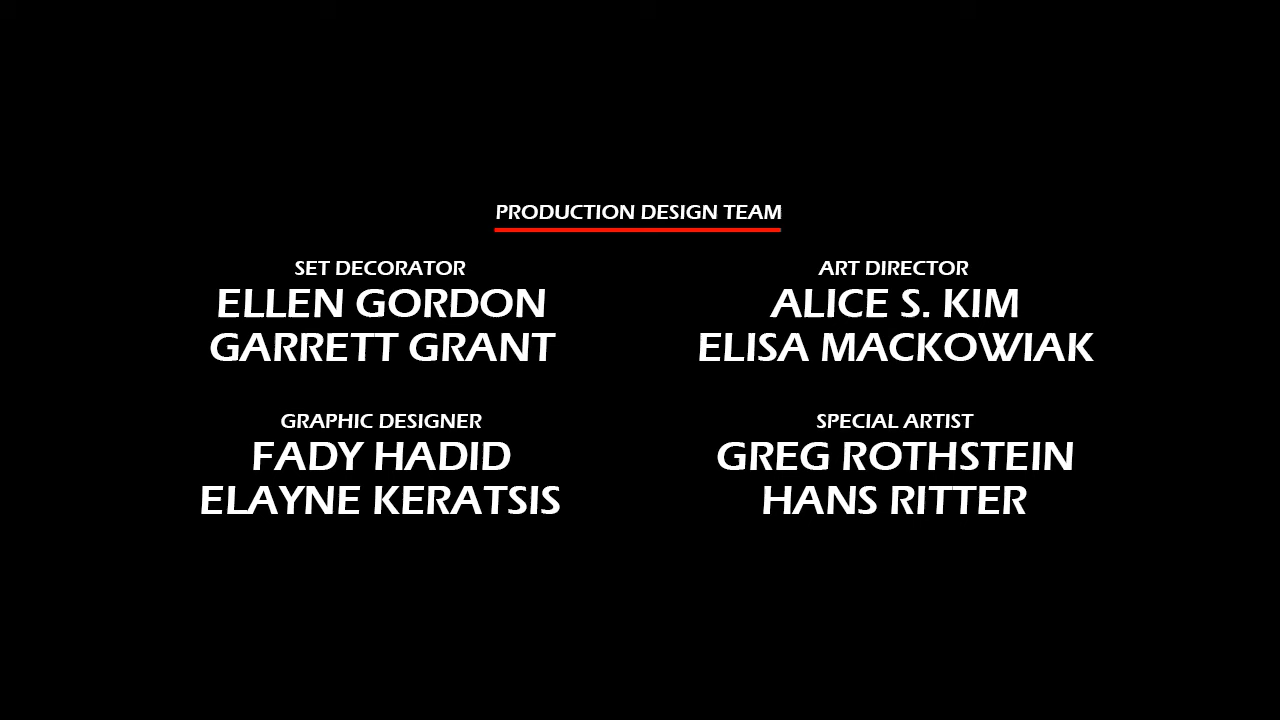 PRODUCTION DESIGN TEAM
SET DECORATOR
ELLEN GORDON
GARRETT GRANT
ART DIRECTOR
ALICE S. KIM
ELISA MACKOWIAK
GRAPHIC DESIGNER
FADY HADID
ELAYNE KERATSIS
SPECIAL ARTIST
GREG ROTHSTEIN
HANS RITTER